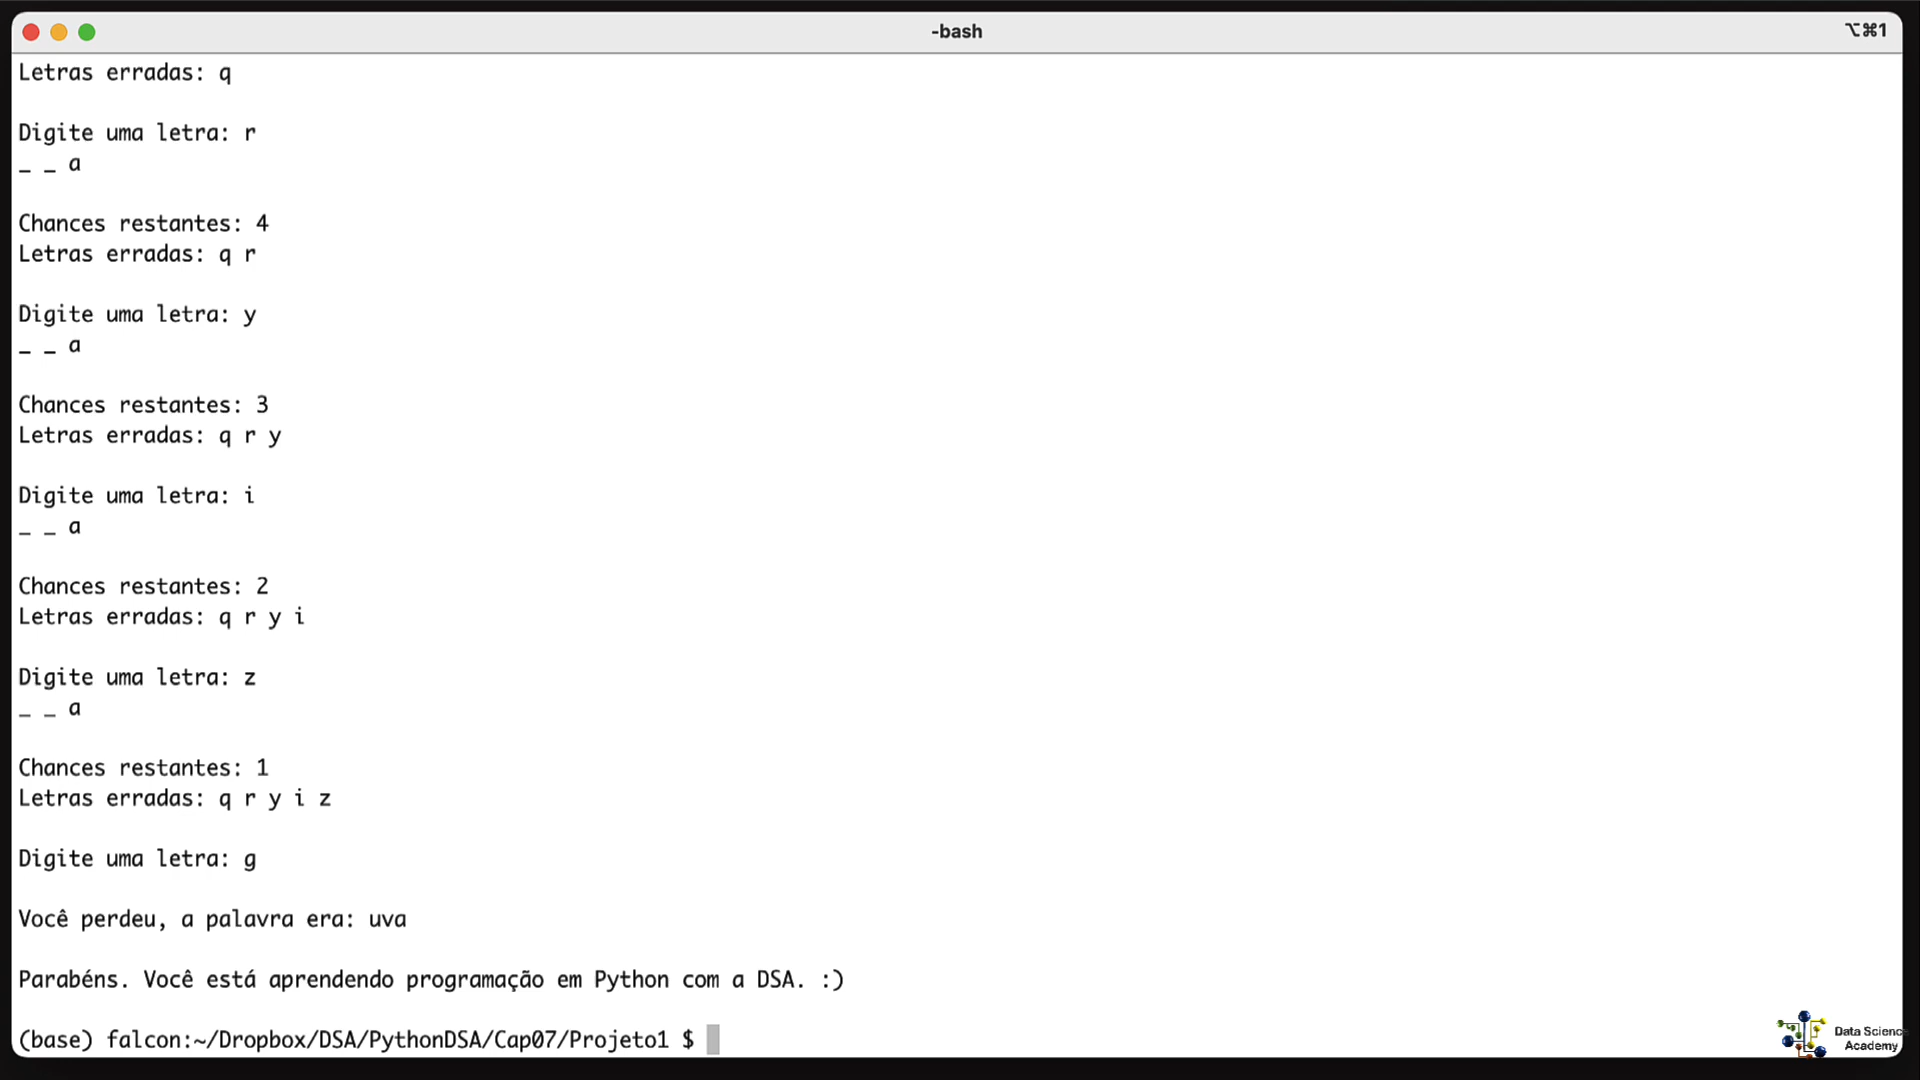 -bash
⌥⌘1
Letras erradas: q
Digite uma letra: r
_ _ a
Chances restantes: 4
Letras erradas: q r
Digite uma letra: y
_ _ a
Chances restantes: 3
Letras erradas: q r y
Digite uma letra: i
_ _ a
Chances restantes: 2
Letras erradas: q r y i
Digite uma letra: z
_ _ a
Chances restantes: 1
Letras erradas: q r y i z
Digite uma letra: g
Você perdeu, a palavra era: uva
Parabéns. Você está aprendendo programação em Python com a DSA. :)
(base) falcon:~/Dropbox/DSA/PythonDSA/Cap07/Projeto1 $
Data Science
Academy